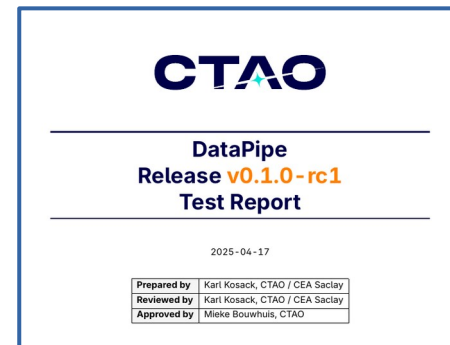 CTAO
DataPipe
Release v0.1.0-rc1
Test Report
2025-04-17
Prepared by Karl Kosack, CTAO / CEA Saclay
Reviewed by Karl Kosack, CTAO / CEA Saclay
Approved by Mieke Bouwhuis, CTAO